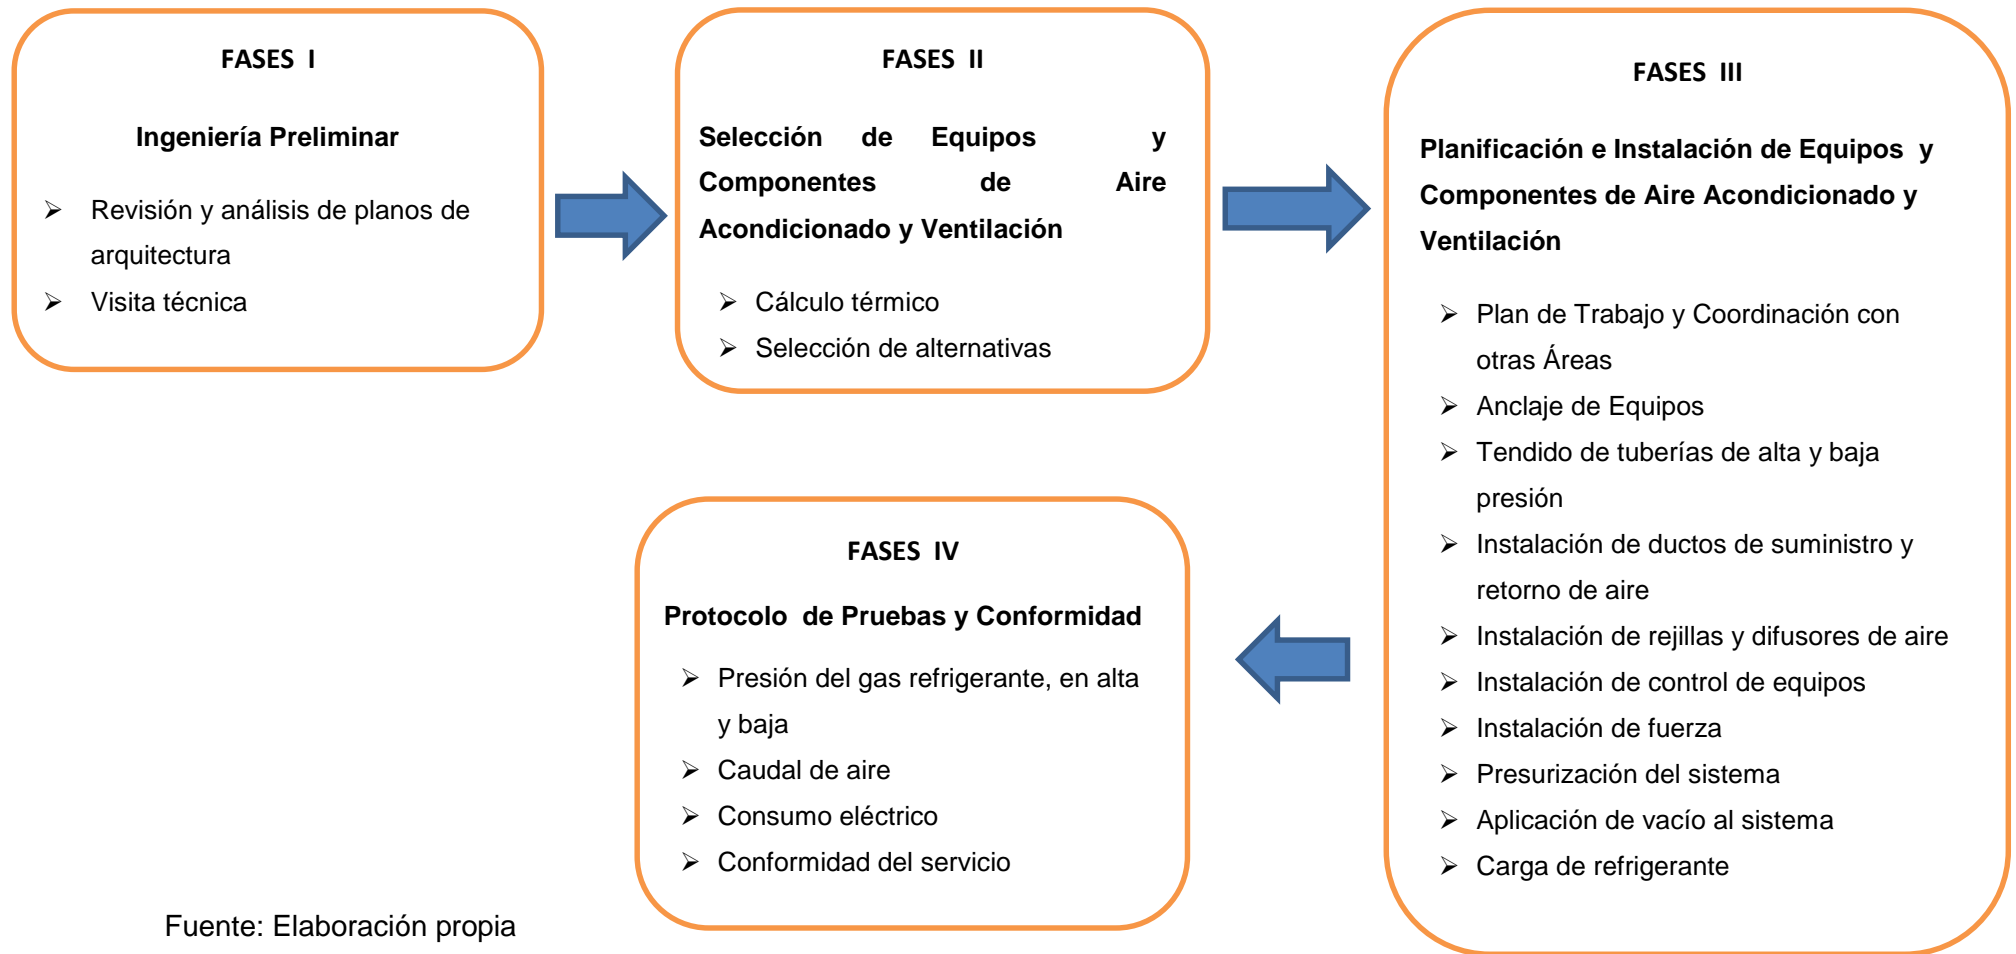 FASES I
Ingeniería Preliminar
➢ Revisión y análisis de planos de
arquitectura
➢ Visita técnica
FASES II
Selección de Equipos y
Componentes de Aire
Acondicionado y Ventilación
➢ Cálculo térmico
➢ Selección de alternativas
FASES III
Planificación e Instalación de Equipos y
Componentes de Aire Acondicionado y
Ventilación
➢ Plan de Trabajo y Coordinación con
otras Áreas
➢ Anclaje de Equipos
➢ Tendido de tuberías de alta y baja
presión
➢ Instalación de ductos de suministro y
retorno de aire
➢ Instalación de rejillas y difusores de aire
➢ Instalación de control de equipos
➢ Instalación de fuerza
➢ Presurización del sistema
➢ Aplicación de vacío al sistema
➢ Carga de refrigerante
FASES IV
Protocolo de Pruebas y Conformidad
➢ Presión del gas refrigerante, en alta
y baja
➢ Caudal de aire
➢ Consumo eléctrico
➢ Conformidad del servicio
Fuente: Elaboración propia